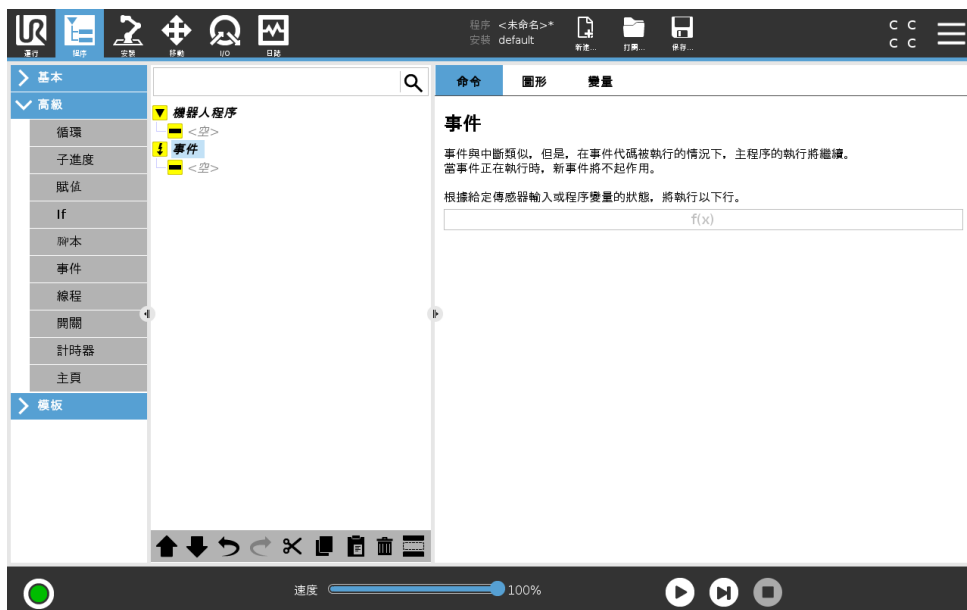 UR
運行
程序
安裝
移動
I/O
日誌
程序 <未命名>*
安裝 default
新建...
打開...
保存...
C C
C C
基本
高級
循環
子進度
賦值
If
腳本
事件
線程
開關
計時器
主頁
模板
機器人程序
<空>
事件
<空>
命令 圖形 變量
事件
事件與中斷類似，但是，在事件代碼被執行的情況下，主程序的執行將繼續。
當事件正在執行時，新事件將不起作用。
根據給定傳感器輸入或程序變量的狀態，將執行以下行。
f(x)
速度 100%